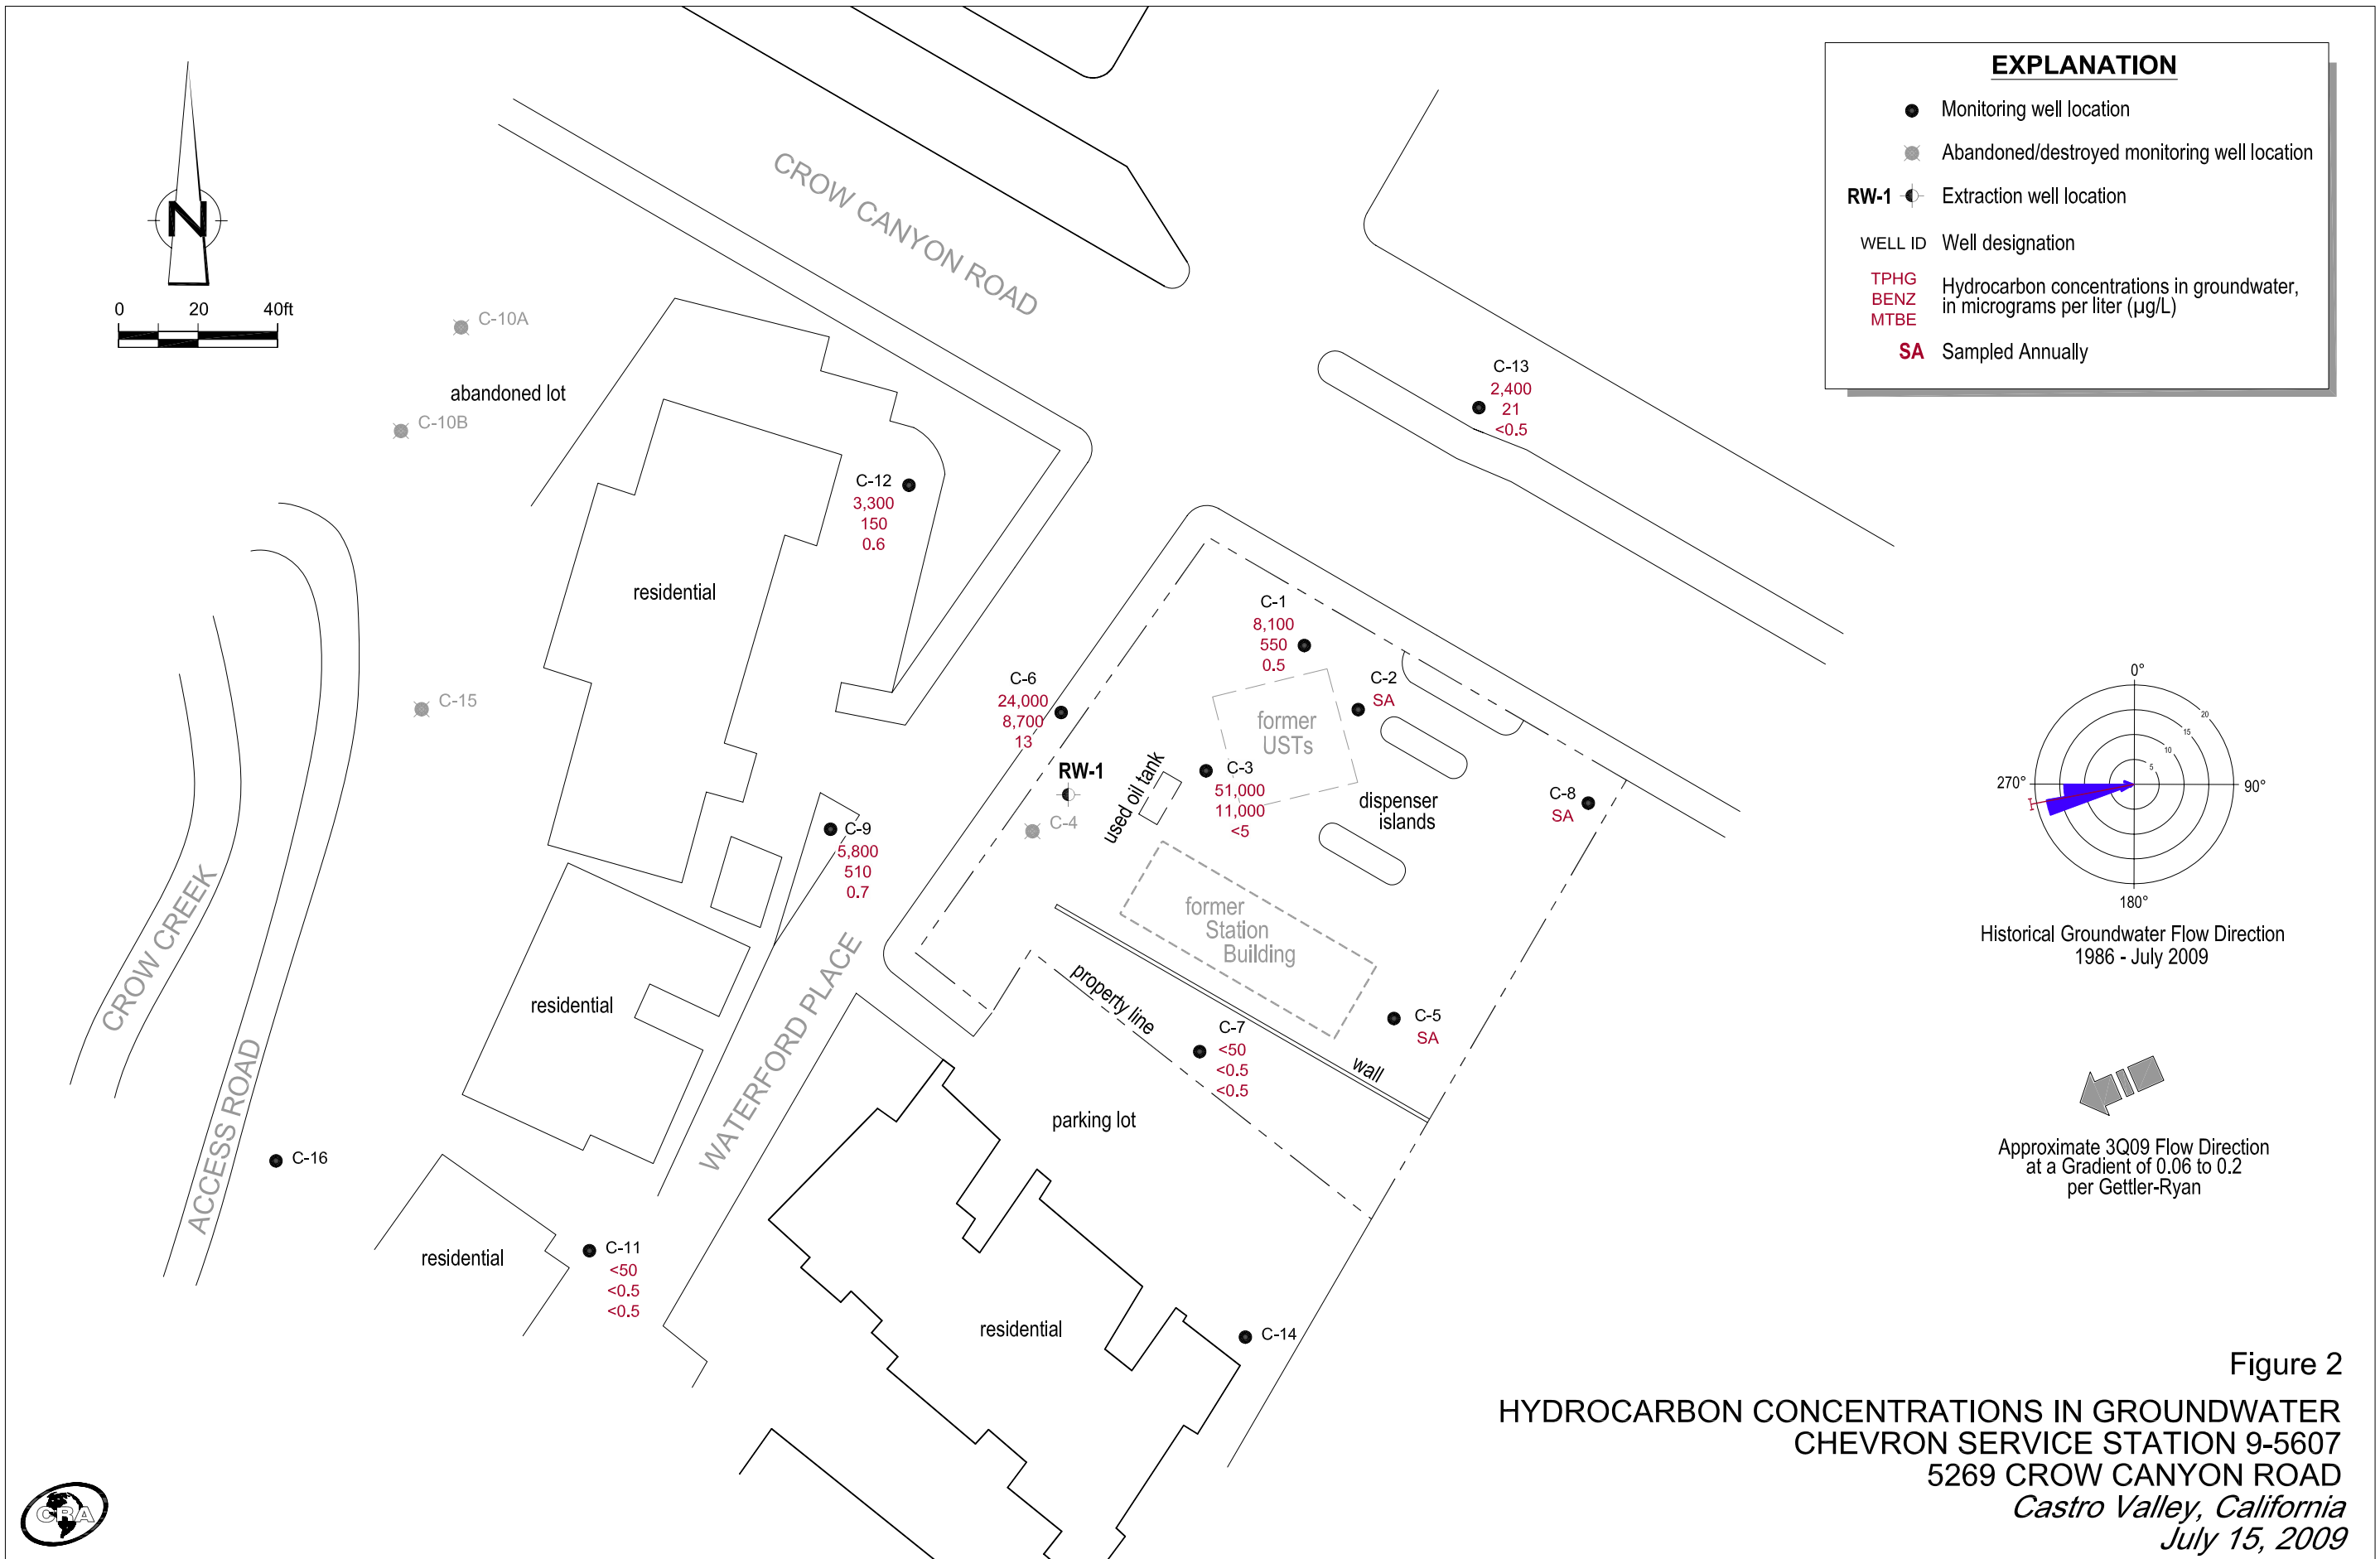 EXPLANATION
Monitoring well location
Abandoned/destroyed monitoring well location
RW-1 Extraction well location
WELL ID Well designation
TPHG
BENZ
MTBE
Hydrocarbon concentrations in groundwater,
in micrograms per liter (µg/L)
SA Sampled Annually
N
0 20 40ft
CROW CANYON ROAD
C-10A
abandoned lot
C-10B
C-13
2,400
21
<0.5
C-12
3,300
150
0.6
residential
C-1
8,100
550
0.5
C-2
SA
C-6
24,000
8,700
13
C-15
former
USTs
RW-1
used oil tank
C-3
51,000
11,000
<5
dispenser
islands
C-8
SA
C-4
C-9
5,800
510
0.7
former
Station
Building
CROW CREEK
residential
WATERFORD PLACE
property line
C-7
<50
<0.5
<0.5
C-5
SA
wall
ACCESS ROAD
parking lot
C-16
C-11
<50
<0.5
<0.5
residential
residential
C-14
0°
20
15
10
5
270°
90°
180°
Historical Groundwater Flow Direction
1986 - July 2009
Approximate 3Q09 Flow Direction
at a Gradient of 0.06 to 0.2
per Gettler-Ryan
Figure 2
HYDROCARBON CONCENTRATIONS IN GROUNDWATER
CHEVRON SERVICE STATION 9-5607
5269 CROW CANYON ROAD
Castro Valley, California
July 15, 2009
CRA